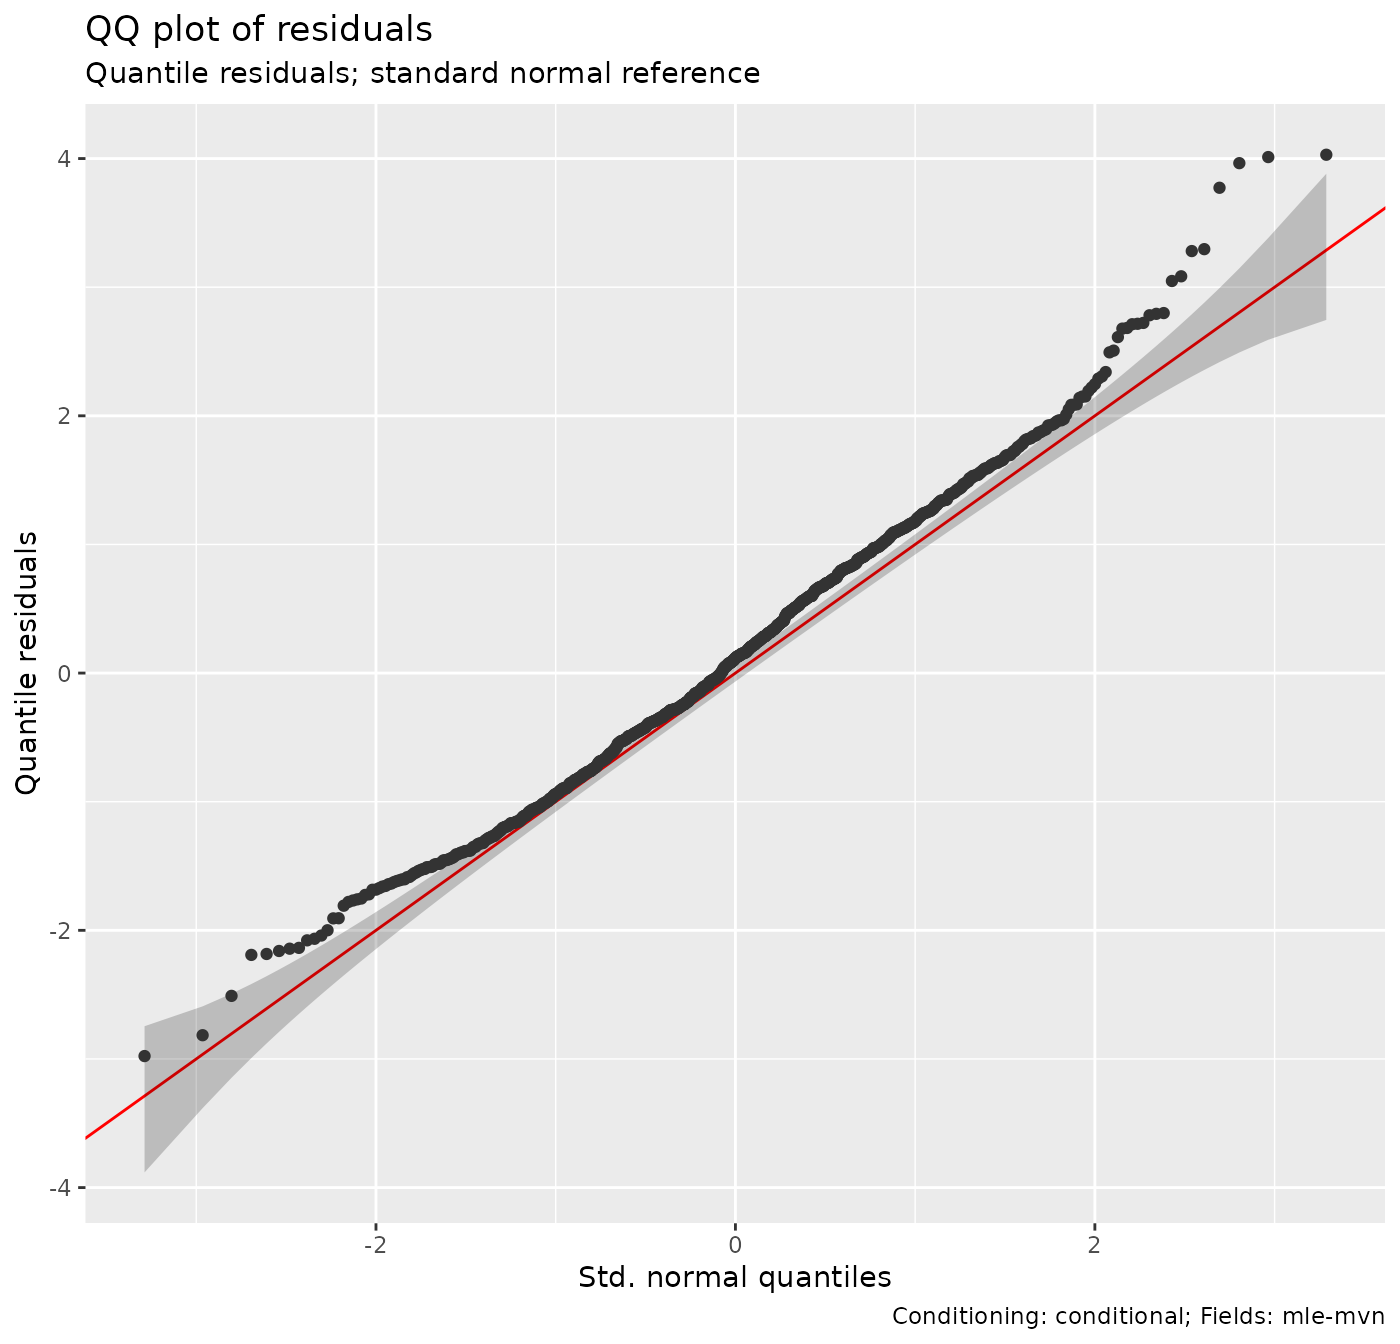 QQ plot of residuals
Quantile residuals; standard normal reference
4
2
0
-2
-4
Quantile residuals
-2 0 2
Std. normal quantiles
Conditioning: conditional; Fields: mle-mvn